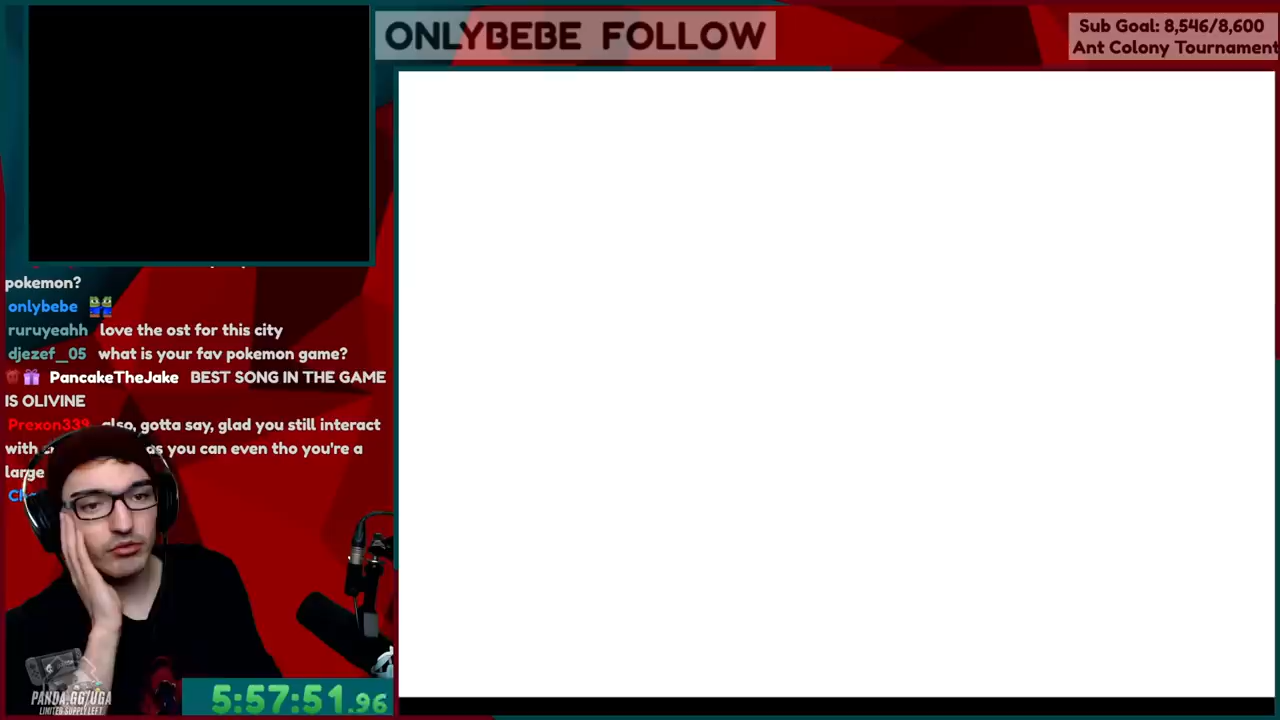 ONLYBEBE FOLLOW
Sub Goal: 8,546/8,600
Ant Colony Tournament
pokemon?
onlybebe
ruruyeahh love the ost for this city
djezef_05 what is your fav pokemon game?
PancakeTheJake BEST SONG IN THE GAME
IS OLIVINE
Prexon339 also, gotta say, glad you still interact
with as you can even tho you're a
large
PANDA.GG/UGA
LIMITED SUPPLY LEFT
5:57:51.96